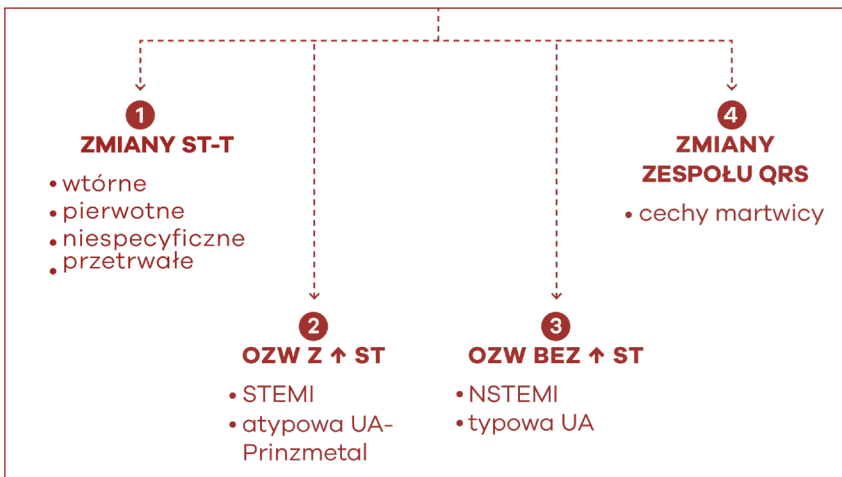 1
ZMIANY ST-T
• wtórne
• pierwotne
• niespecyficzne
• przetrwałe
4
ZMIANY
ZESPOŁU QRS
• cechy martwicy
2
OZW Z ↑ ST
• STEMI
• atypowa UA-
Prinzmetal
3
OZW BEZ ↑ ST
• NSTEMI
• typowa UA